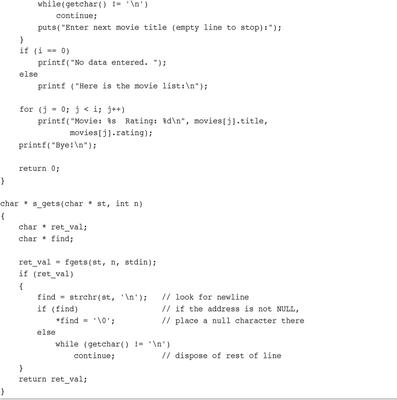 while(getchar() != '\n')
continue;
puts("Enter next movie title (empty line to stop):");
}
if (i == 0)
printf("No data entered. ");
else
printf ("Here is the movie list:\n");
for (j = 0; j < i; j++)
printf("Movie: %s  Rating: %d\n", movies[j].title,
movies[j].rating);
printf("Bye!\n");
return 0;
}
char * s_gets(char * st, int n)
{
char * ret_val;
char * find;
ret_val = fgets(st, n, stdin);
if (ret_val)
{
find = strchr(st, '\n');   // look for newline
if (find)                  // if the address is not NULL,
*find = '\0';          // place a null character there
else
while (getchar() != '\n')
continue;          // dispose of rest of line
}
return ret_val;
}